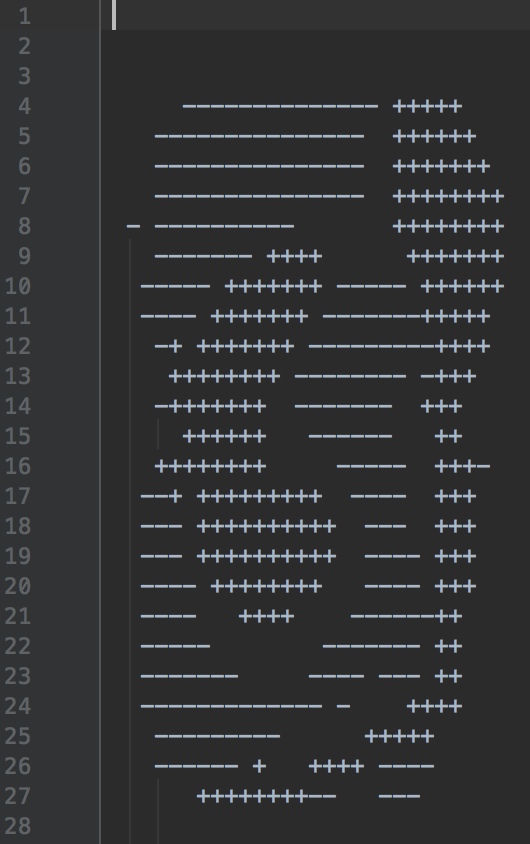 1
2
3
4      -------------- +++++
5    ---------------  ++++++
6    ---------------  +++++++
7    ---------------  ++++++++
8  - ----------       ++++++++
9    ------- ++++      +++++++
10  ----- +++++++ ----- ++++++
11  ---- +++++++ -------+++++
12   -+ +++++++ ---------++++
13    ++++++++ -------- -+++
14   -+++++++  -------  +++
15     ++++++   ------   ++
16   ++++++++     -----  +++-
17  --+ +++++++++  ----  +++
18  --- ++++++++++  ---  +++
19  --- ++++++++++  ---- +++
20  ---- ++++++++   ---- +++
21  ----   ++++    ------++
22  -----        ------- ++
23  -------     ---- --- ++
24  ------------- -    ++++
25   ---------      +++++
26   ------ +   ++++ ----
27      ++++++++--   ---
28